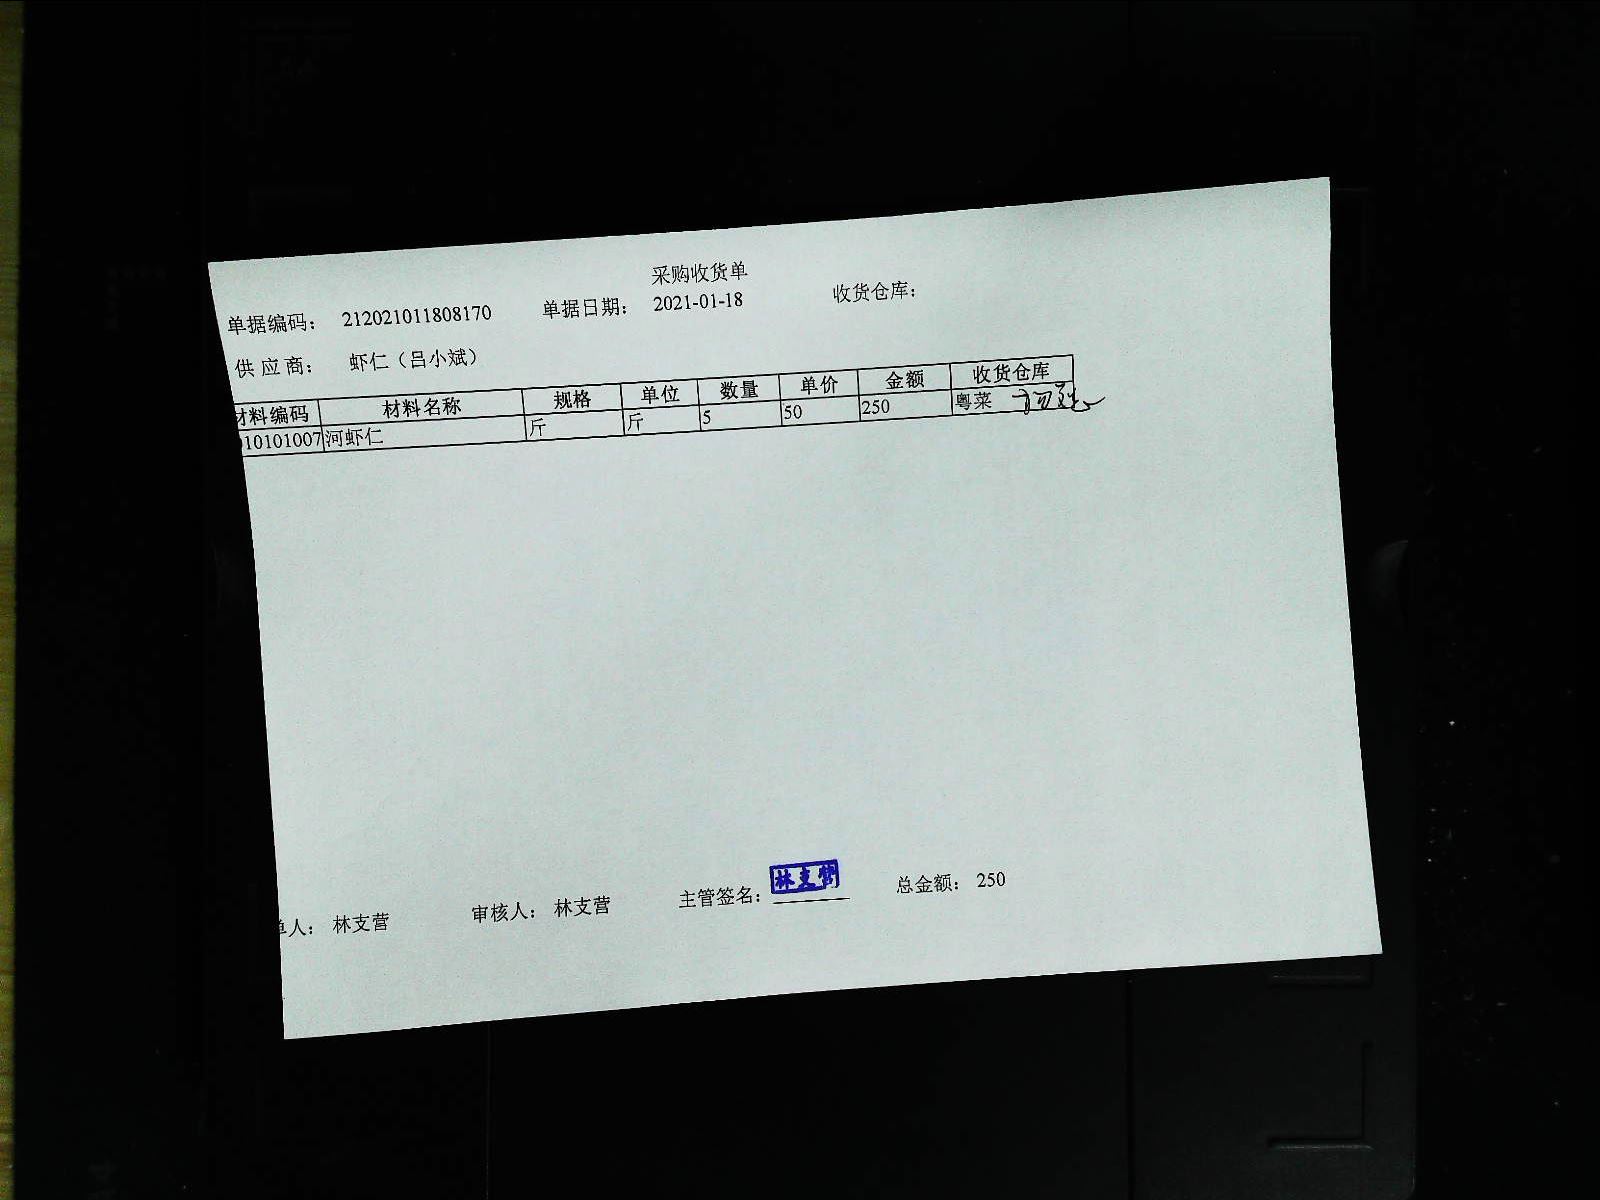 采购收货单
单据编码： 212021011808170 单据日期： 2021-01-18 收货仓库：
供 应 商： 虾仁（吕小斌）
材料编码 材料名称 规格 单位 数量 单价 金额 收货仓库
10101007 河虾仁 斤 斤 5 50 250 粤菜
单人： 林支营 审核人： 林支营 主管签名： 林支营 总金额： 250